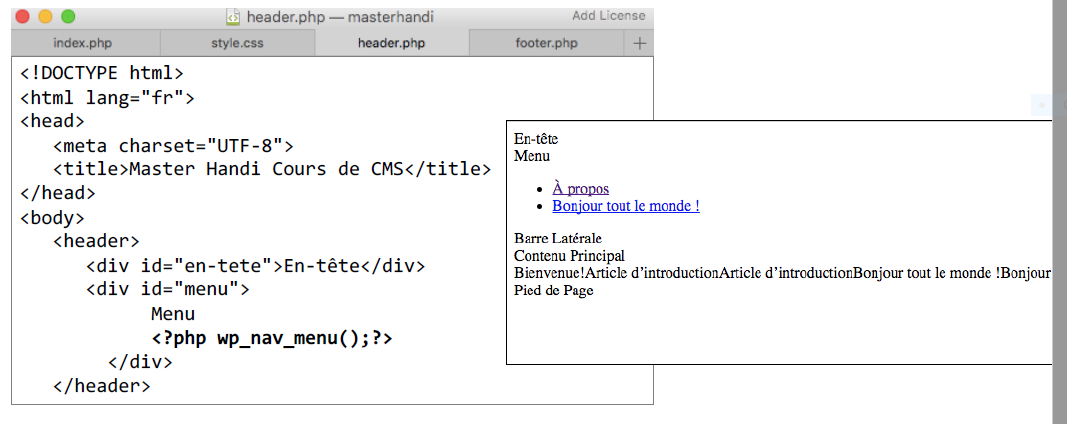 header.php — masterhandi
Add License
index.php
style.css
header.php
footer.php
+
<!DOCTYPE html>
<html lang="fr">
<head>
<meta charset="UTF-8">
<title>Master Handi Cours de CMS</title>
</head>
<body>
<header>
<div id="en-tete">En-tête</div>
<div id="menu">
Menu
<?php wp_nav_menu();?>
</div>
</header>
En-tête
Menu
• À propos
• Bonjour tout le monde !
Barre Latérale
Contenu Principal
Bienvenue!Article d’introductionArticle d’introductionBonjour tout le monde !Bonjour
Pied de Page